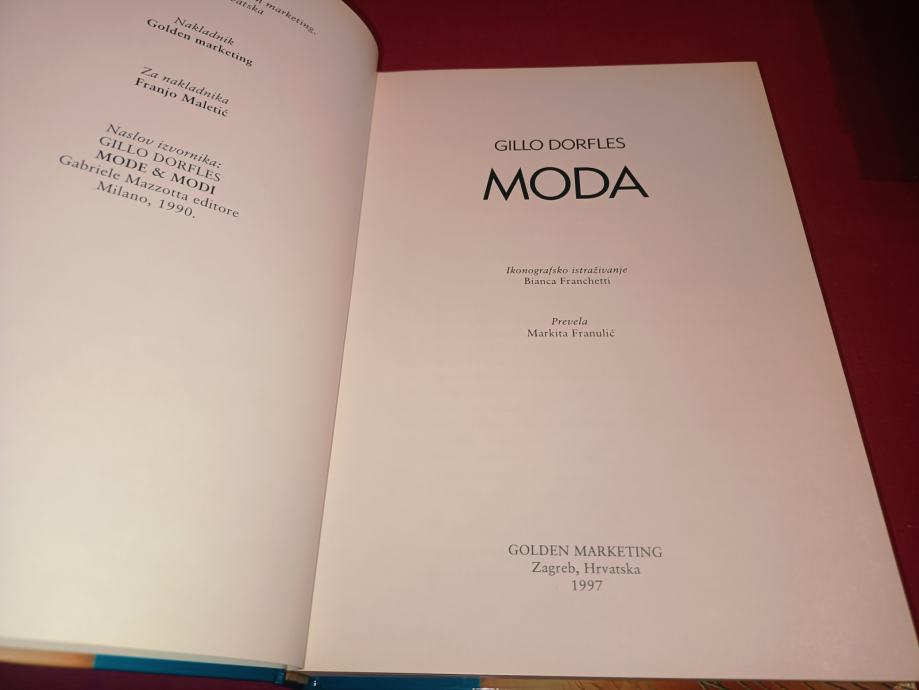 marketing.
Nakladnik
Golden marketing
Za nakladnika
Franjo Maletić
Naslov izvornika:
GILLO DORFLES
MODE & MODI
Gabriele Mazzotta editore
Milano, 1990.
GILLO DORFLES
MODA
Ikonografsko istraživanje
Bianca Franchetti
Prevela
Markita Franulić
GOLDEN MARKETING
Zagreb, Hrvatska
1997